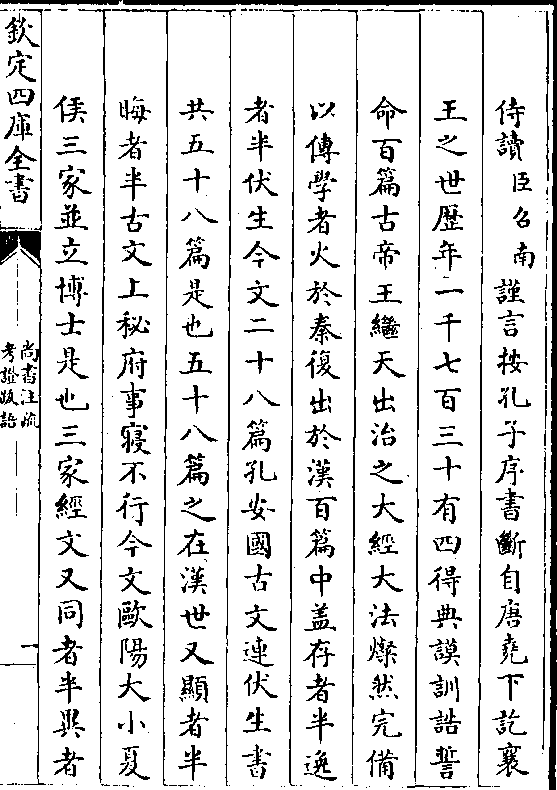 侍讀臣召南謹言按孔子序書斷自唐堯下訖襄
王之世歴年一千七百三十有四得典謨訓誥誓
命百篇古帝王繼天出治之大經大法燦然完備
以傳學者火於秦復出於漢百篇中盖存者半逸
者半伏生今文二十八篇孔安國古文連伏生書
共五十八篇是也五十八篇之在漢世又顯者半
晦者半古文上秘府事寢不行今文歐陽大小夏
侯三家並立博士是也三家經文又同者半異者
欽定四庫全書
尚書注疏
考證跋語
一